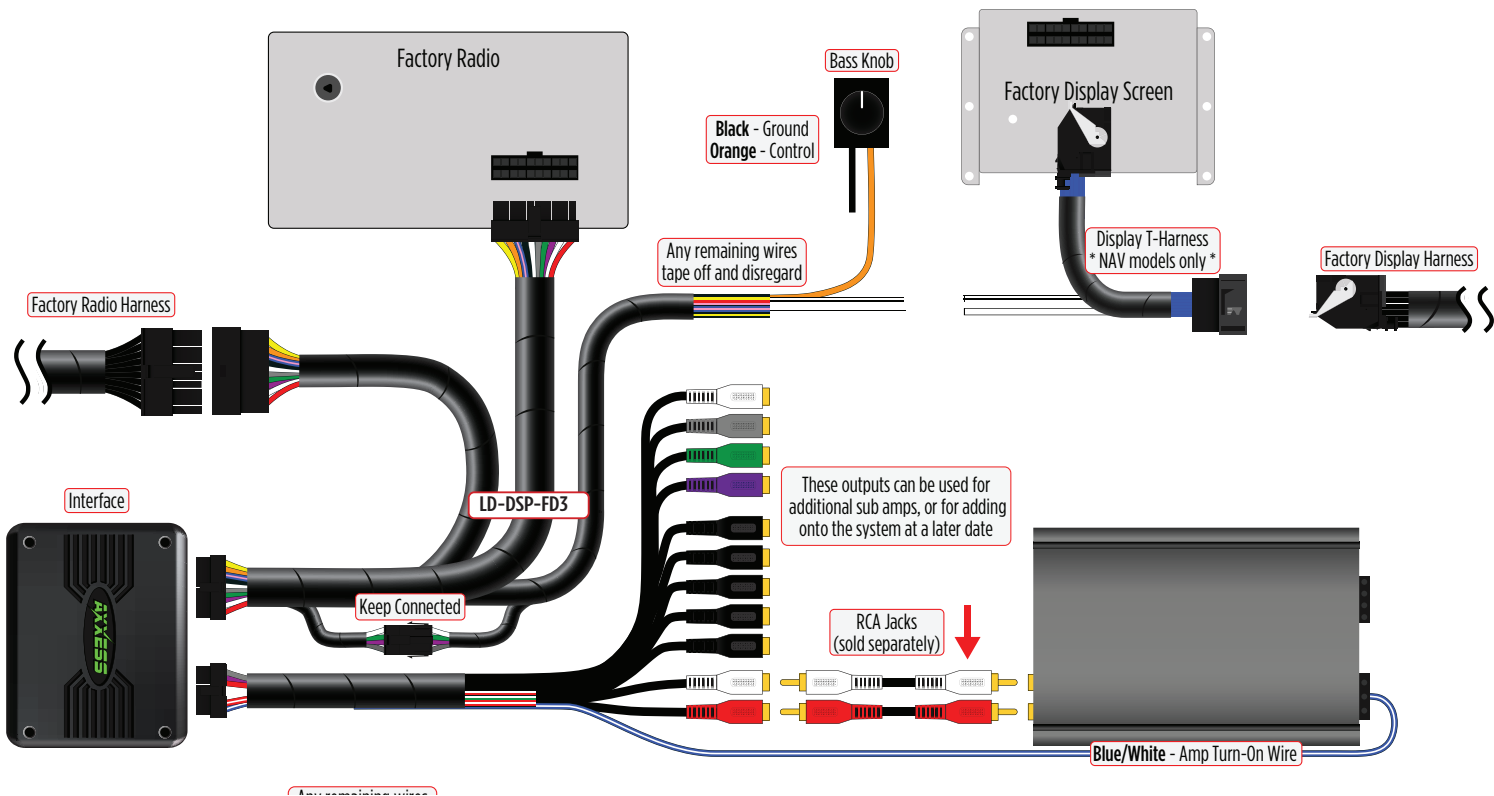 Factory Radio
Bass Knob
Black - Ground
Orange - Control
Factory Display Screen
Any remaining wires
tape off and disregard
Display T-Harness
* NAV models only *
Factory Display Harness
Factory Radio Harness
Interface
LD-DSP-FD3
These outputs can be used for
additional sub amps, or for adding
onto the system at a later date
AXXESS
Keep Connected
RCA Jacks
(sold separately)
Blue/White - Amp Turn-On Wire
Any remaining wires